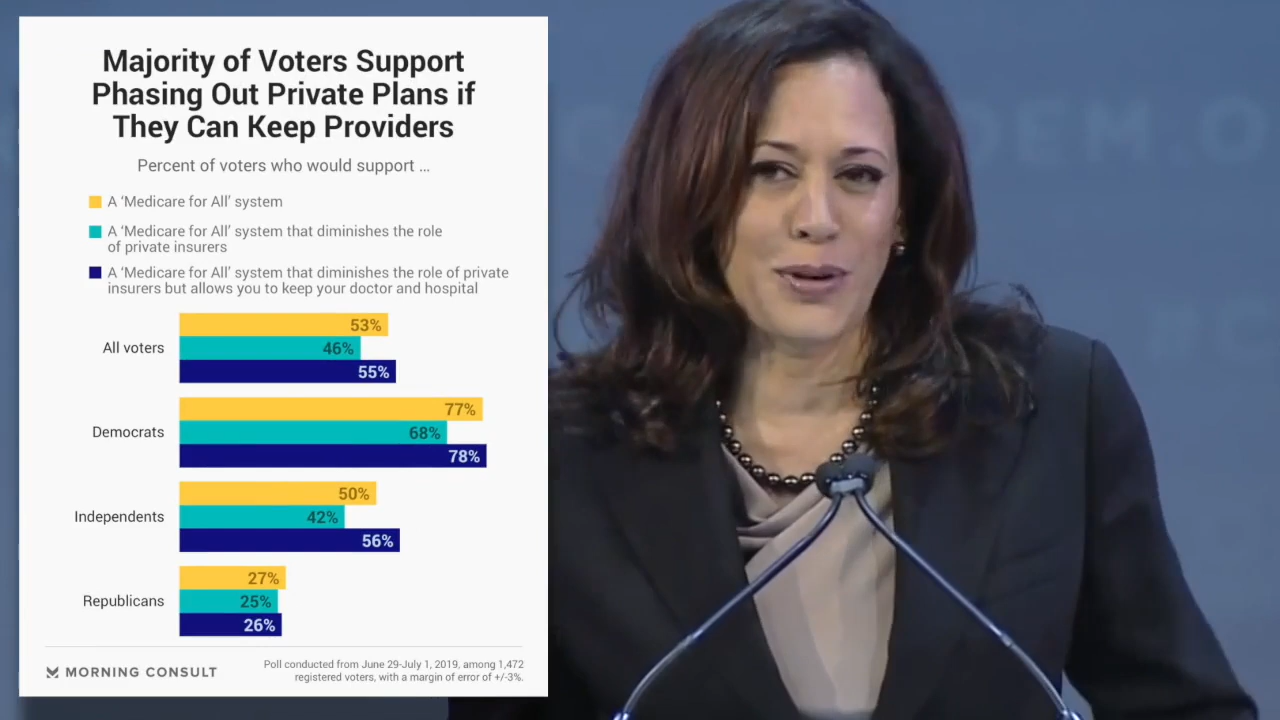 Majority of Voters Support
Phasing Out Private Plans if
They Can Keep Providers
Percent of voters who would support ...
A ‘Medicare for All’ system
A ‘Medicare for All’ system that diminishes the role
of private insurers
A ‘Medicare for All’ system that diminishes the role of private
insurers but allows you to keep your doctor and hospital
53%
All voters 46%
55%
77%
Democrats 68%
78%
50%
Independents 42%
56%
27%
Republicans 25%
26%
MORNING CONSULT
Poll conducted from June 29-July 1, 2019, among 1,472
registered voters, with a margin of error of +/-3%.
DEM.O